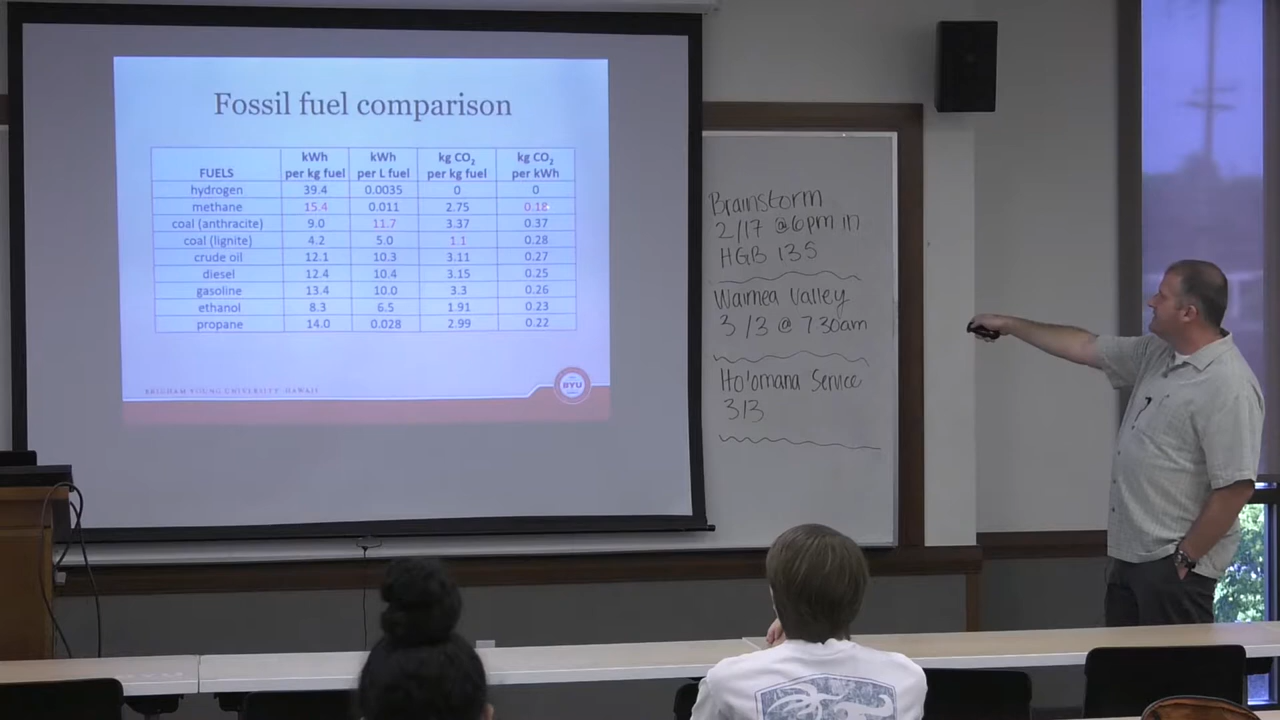 Fossil fuel comparison
FUELS kWh per kg fuel kWh per L fuel kg CO₂ per kg fuel kg CO₂ per kWh
hydrogen 39.4 0.0035 0 0
methane 15.4 0.011 2.75 0.18
coal (anthracite) 9.0 11.7 3.37 0.37
coal (lignite) 4.2 5.0 1.1 0.28
crude oil 12.1 10.3 3.11 0.27
diesel 12.4 10.4 3.15 0.25
gasoline 13.4 10.0 3.3 0.26
ethanol 8.3 6.5 1.91 0.23
propane 14.0 0.028 2.99 0.22
BRIGHAM YOUNG UNIVERSITY HAWAII
BYU
Brainstorm
2/17 @ 6pm in
HGB 135
Waimea Valley
3/3 @ 730am
Ho'omana Service
3/3